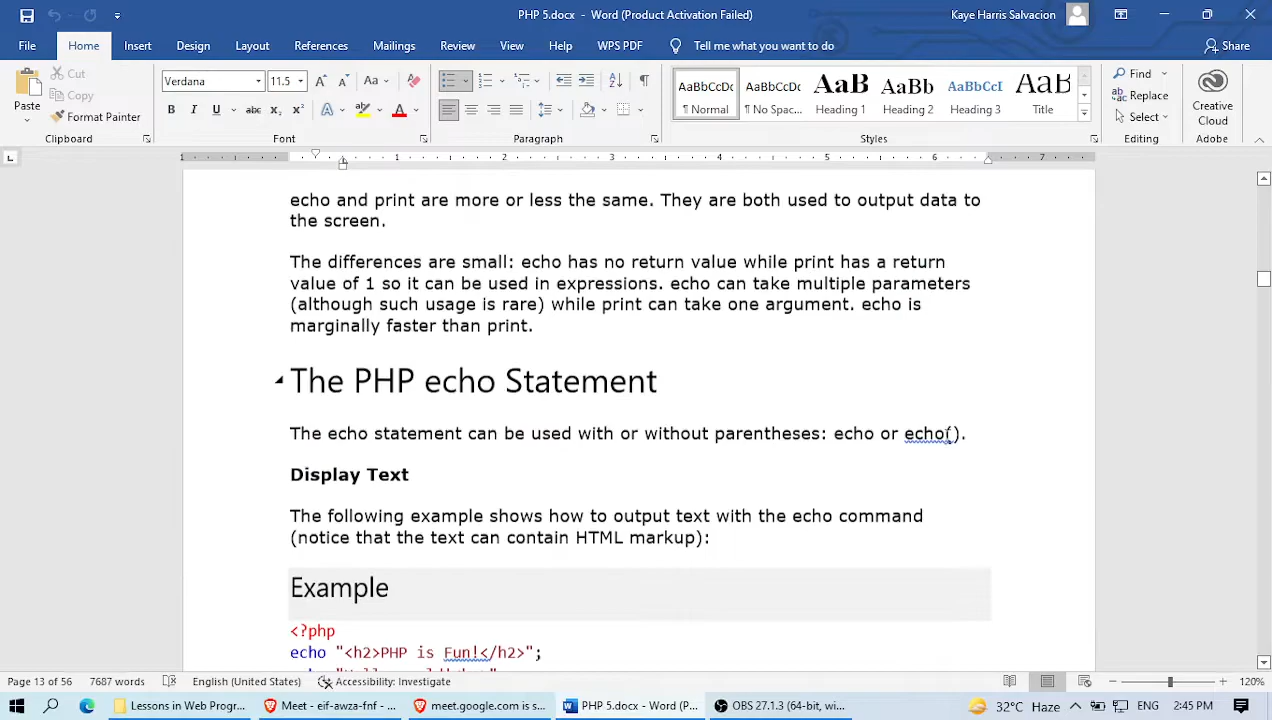 PHP 5.docx - Word (Product Activation Failed)
Kaye Harris Salvacion
File Home Insert Design Layout References Mailings Review View Help WPS PDF Tell me what you want to do Share
Paste
Cut
Copy
Format Painter
Clipboard
Verdana 11.5
Font
Paragraph
AaBbCcDc AaBbCcDc AaB AaBb AaBbCcI AaB
¶ Normal ¶ No Spac... Heading 1 Heading 2 Heading 3 Title
Styles
Find
Replace
Select
Editing
Creative
Cloud
1 1 2 3 4 5 6 7
echo and print are more or less the same. They are both used to output data to
the screen.
The differences are small: echo has no return value while print has a return
value of 1 so it can be used in expressions. echo can take multiple parameters
(although such usage is rare) while print can take one argument. echo is
marginally faster than print.
The PHP echo Statement
The echo statement can be used with or without parentheses: echo or echo().
Display Text
The following example shows how to output text with the echo command
(notice that the text can contain HTML markup):
Example
<?php
echo "<h2>PHP is Fun!</h2>";
Page 13 of 56 7687 words English (United States) Accessibility: Investigate 120%
Lessons in Web Progr... Meet - eif-awza-fnf - ... meet.google.com is s... PHP 5.docx - Word (P... OBS 27.1.3 (64-bit, wi... 32°C Haze ENG 2:45 PM